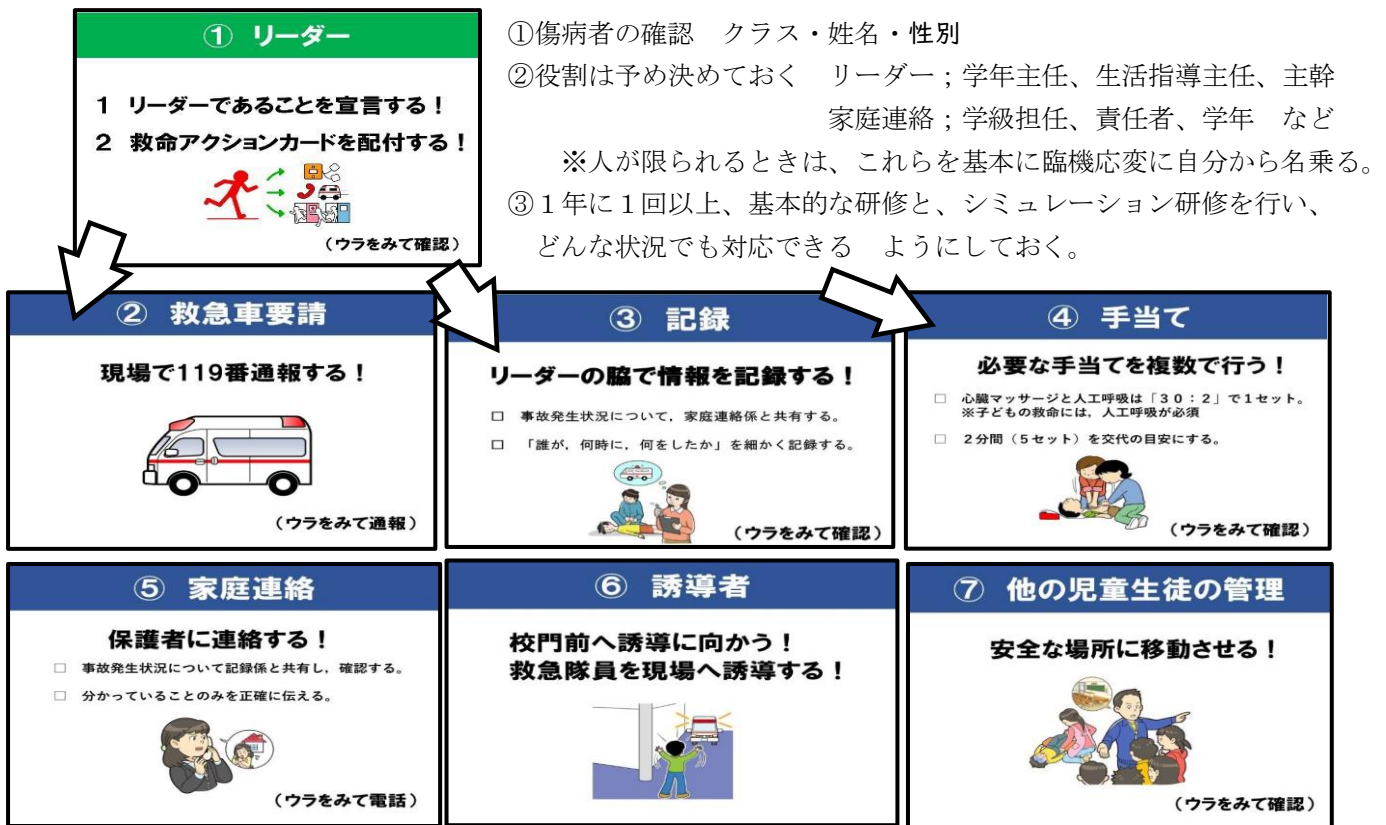 ① リーダー
1 リーダーであることを宣言する！
2 救命アクションカードを配付する！
（ウラをみて確認）
①傷病者の確認　クラス・姓名・性別
②役割は予め決めておく　リーダー；学年主任、生活指導主任、主幹
家庭連絡；学級担任、責任者、学年　など
※人が限られるときは、これらを基本に臨機応変に自分から名乗る。
③１年に１回以上、基本的な研修と、シミュレーション研修を行い、
どんな状況でも対応できる　ようにしておく。
② 救急車要請
現場で119番通報する！
（ウラをみて通報）
③ 記録
リーダーの脇で情報を記録する！
□ 事故発生状況について，家庭連絡係と共有する。
□ 「誰が，何時に，何をしたか」を細かく記録する。
（ウラをみて確認）
④ 手当て
必要な手当てを複数で行う！
□ 心臓マッサージと人工呼吸は「３０：２」で１セット。
※子どもの救命には，人工呼吸が必須
□ ２分間（５セット）を交代の目安にする。
（ウラをみて確認）
⑤ 家庭連絡
保護者に連絡する！
□ 事故発生状況について記録係と共有し，確認する。
□ 分かっていることのみを正確に伝える。
（ウラをみて電話）
⑥ 誘導者
校門前へ誘導に向かう！
救急隊員を現場へ誘導する！
⑦ 他の児童生徒の管理
安全な場所に移動させる！
（ウラをみて確認）